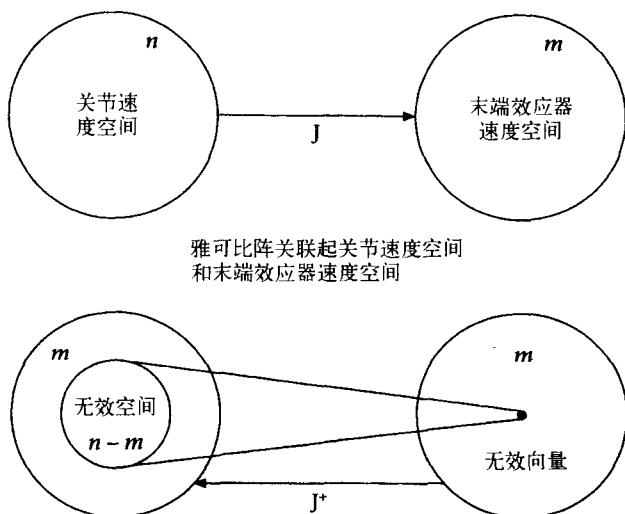 n
关节速
度空间
J
m
末端效应器
速度空间
雅可比阵关联起关节速度空间
和末端效应器速度空间
m
无效空间
n－m
m
无效向量
J⁺